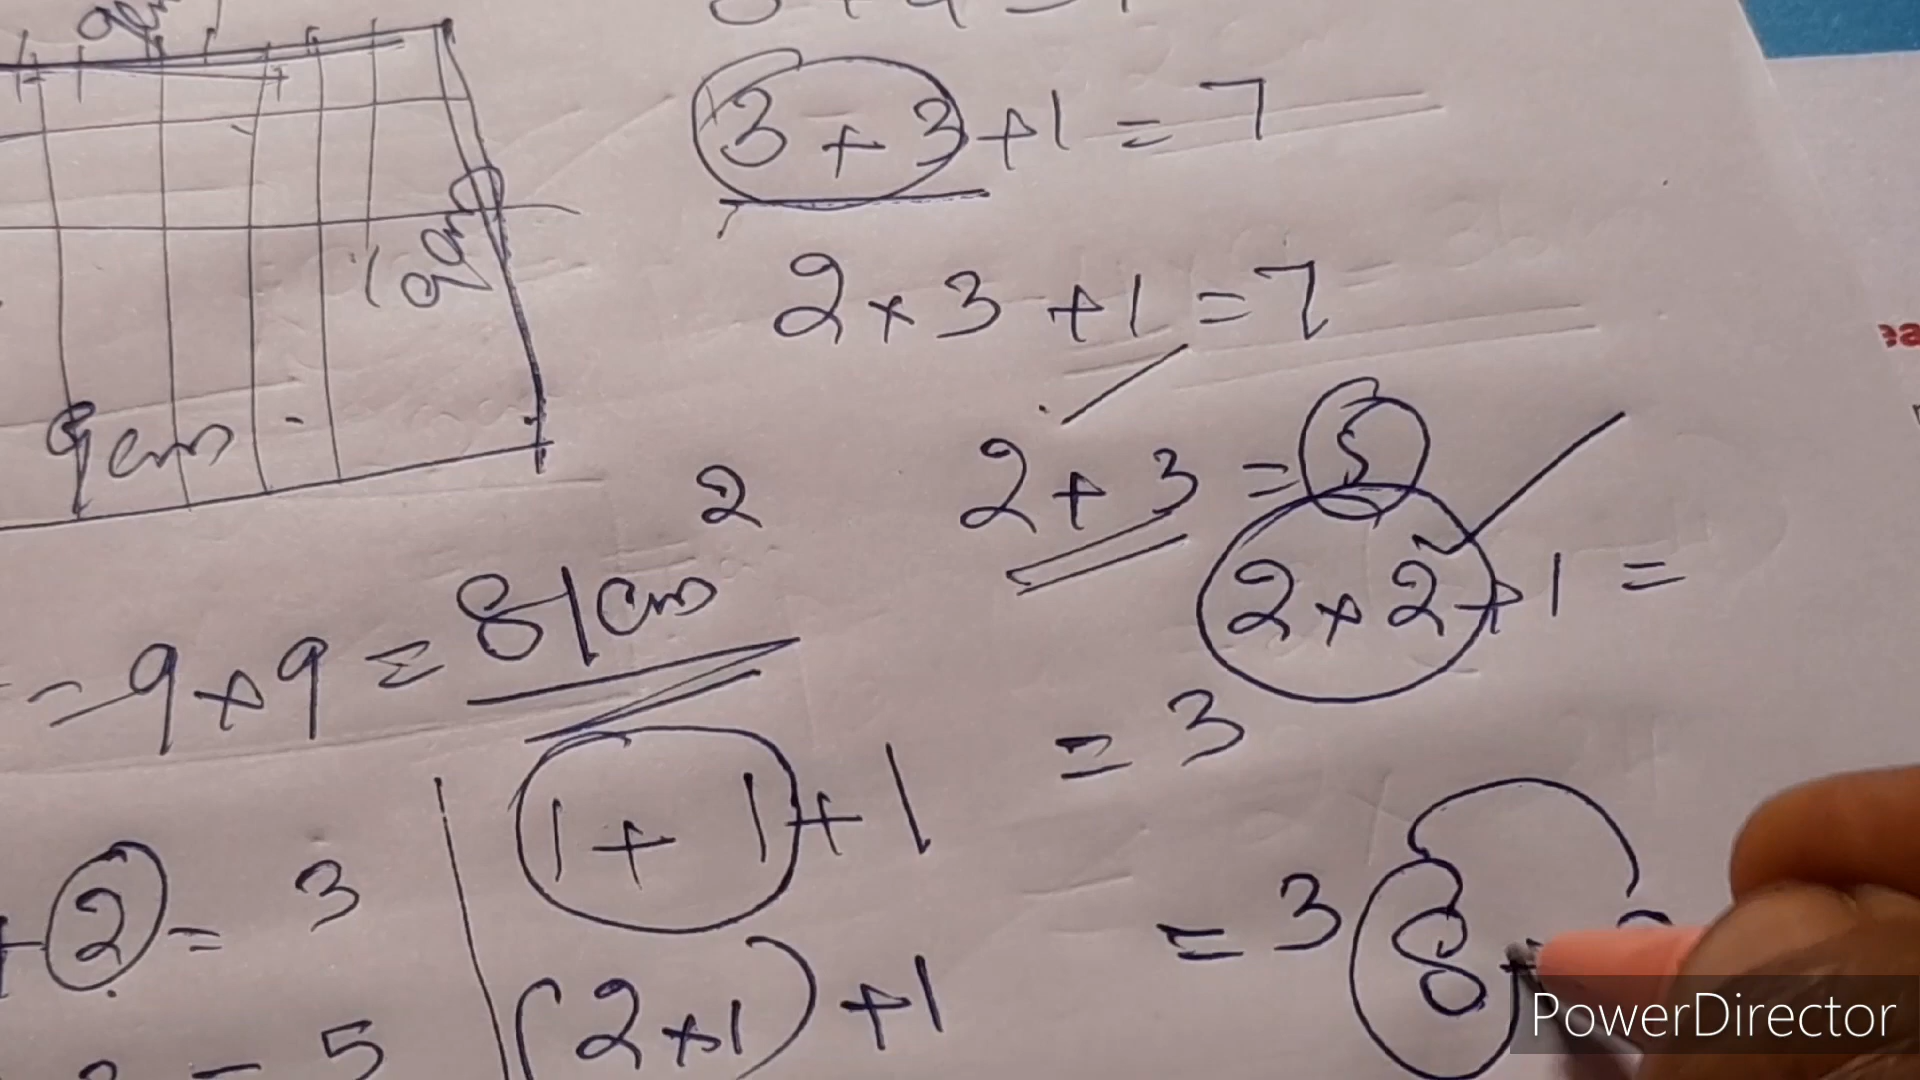 3 + 3 + 1 = 7
2 × 3 + 1 = 7
9cm
9cm
2 + 3 = 5
2 × 2 + 1 =
= 9 × 9 = 81cm 2
1 + 1 + 1 = 3
+ 2 = 3
(2×1) + 1 = 3
8
= 5
PowerDirector